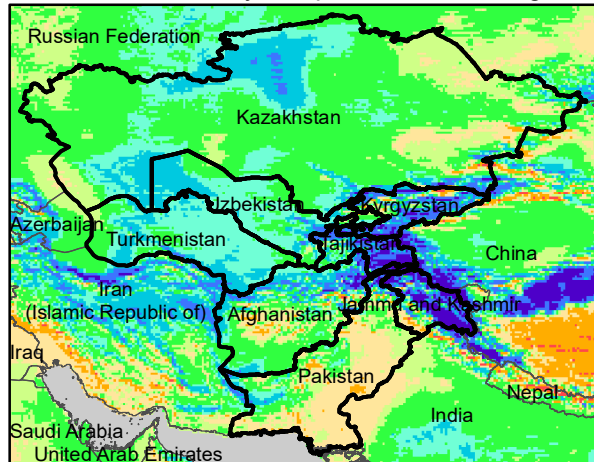 Russian Federation
Kazakhstan
Uzbekistan
Kyrgyzstan
Azerbaijan
Turkmenistan
Tajikistan
China
Iran
(Islamic Republic of)
Afghanistan
Jammu and Kashmir
Iraq
Pakistan
Nepal
India
Saudi Arabia
United Arab Emirates